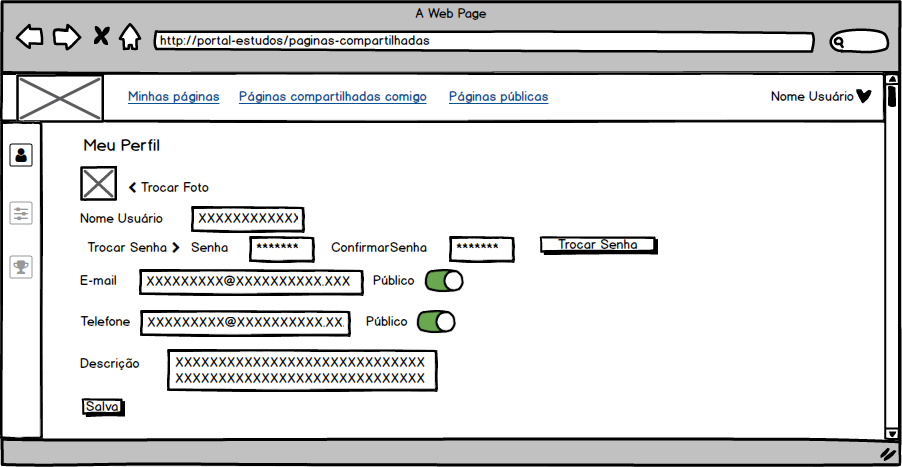 A Web Page
http://portal-estudos/paginas-compartilhadas
Minhas páginas Páginas compartilhadas comigo Páginas públicas Nome Usuário
Meu Perfil
Trocar Foto
Nome Usuário XXXXXXXXXXXX
Trocar Senha Senha ******* ConfirmarSenha ******* Trocar Senha
E-mail XXXXXXXXX@XXXXXXXXXX.XXX Público
Telefone XXXXXXXXX@XXXXXXXXXX.XX Público
Descrição XXXXXXXXXXXXXXXXXXXXXXXXXXXXX
XXXXXXXXXXXXXXXXXXXXXXXXXXXXX
Salva